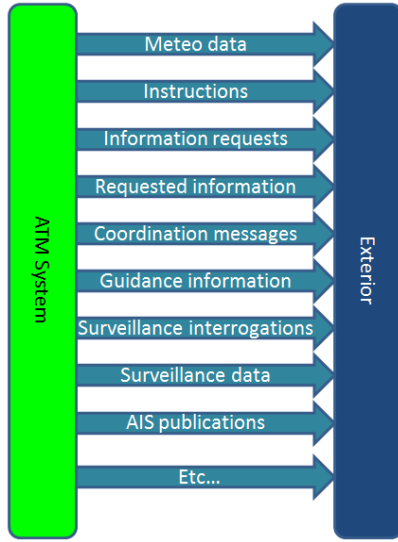 Meteo data
Instructions
Information requests
Requested information
Coordination messages
Guidance information
Surveillance interrogations
Surveillance data
AIS publications
Etc...
ATM System
Exterior